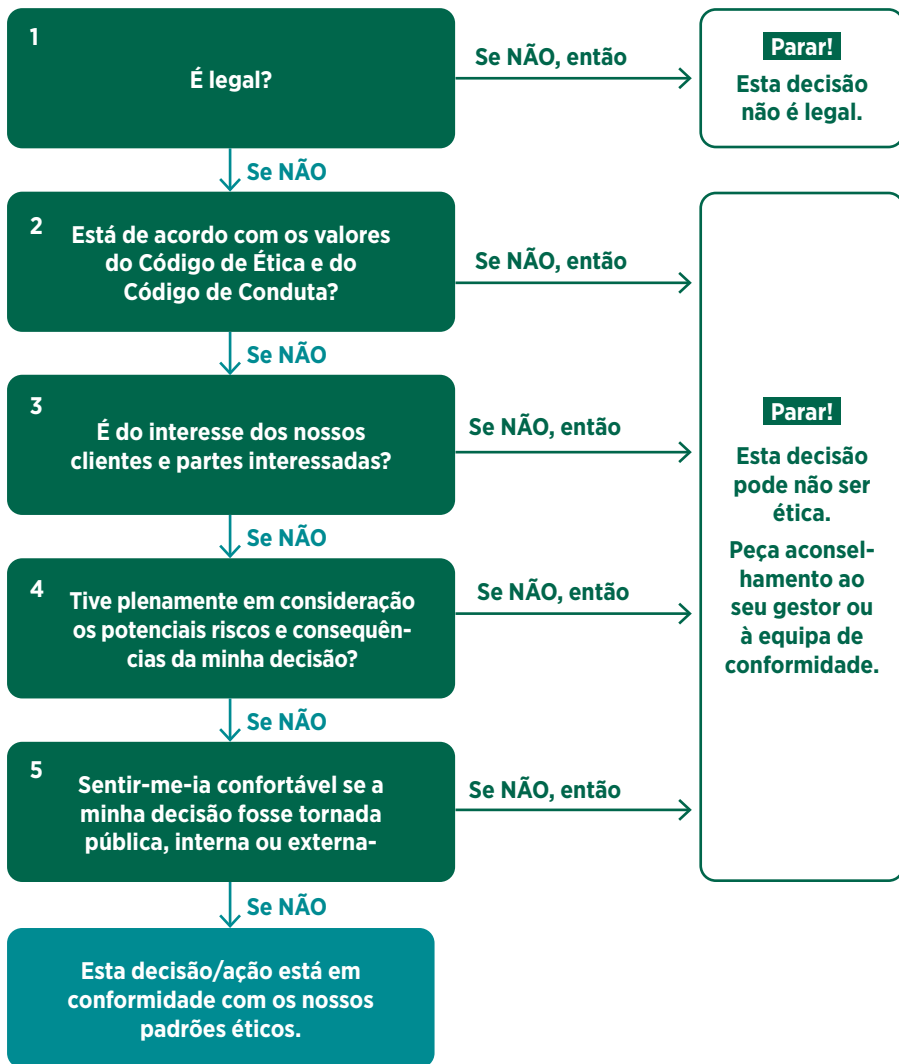 1
É legal?
Se NÃO, então
Parar!
Esta decisão
não é legal.
Se NÃO
2
Está de acordo com os valores
do Código de Ética e do
Código de Conduta?
Se NÃO, então
Se NÃO
3
É do interesse dos nossos
clientes e partes interessadas?
Se NÃO, então
Parar!
Esta decisão
pode não ser
ética.
Peça aconsel-
hamento ao
seu gestor ou
à equipa de
conformidade.
Se NÃO
4
Tive plenamente em consideração
os potenciais riscos e consequên-
cias da minha decisão?
Se NÃO, então
Se NÃO
5
Sentir-me-ia confortável se a
minha decisão fosse tornada
pública, interna ou externa-
Se NÃO, então
Se NÃO
Esta decisão/ação está em
conformidade com os nossos
padrões éticos.